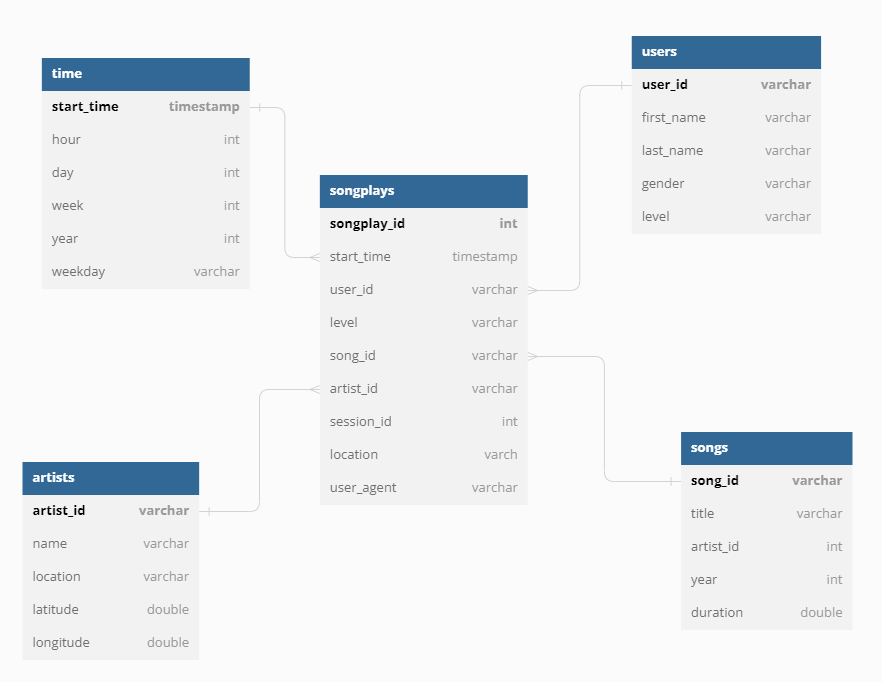 time
start_time timestamp
hour int
day int
week int
year int
weekday varchar
users
user_id varchar
first_name varchar
last_name varchar
gender varchar
level varchar
songplays
songplay_id int
start_time timestamp
user_id varchar
level varchar
song_id varchar
artist_id varchar
session_id int
location varch
user_agent varchar
artists
artist_id varchar
name varchar
location varchar
latitude double
longitude double
songs
song_id varchar
title varchar
artist_id int
year int
duration double